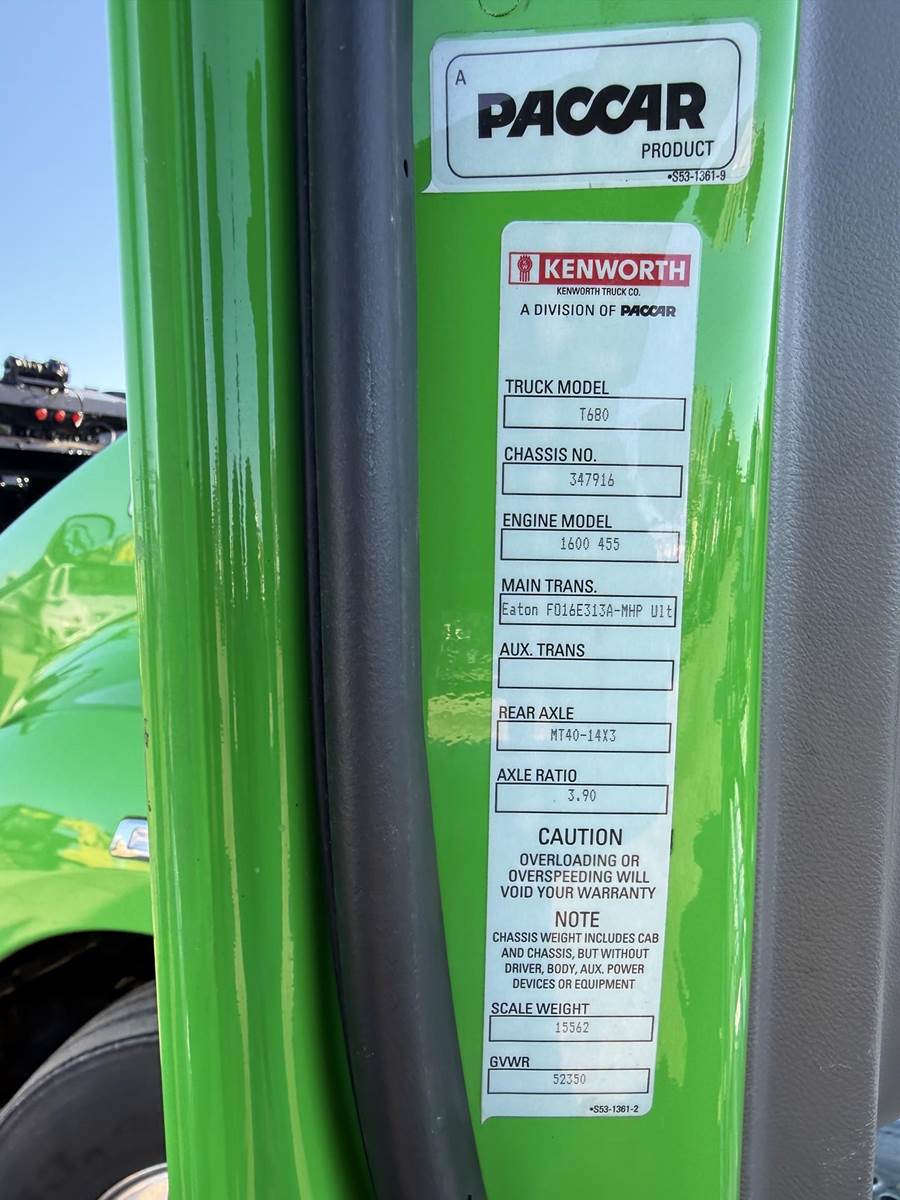 A
PACCAR
PRODUCT
•S53-1361-9
KENWORTH
KENWORTH TRUCK CO.
A DIVISION OF PACCAR
TRUCK MODEL
T680
CHASSIS NO.
347916
ENGINE MODEL
1600 455
MAIN TRANS.
Eaton FO16E313A-MHP Ult
AUX. TRANS
REAR AXLE
MT40-14X3
AXLE RATIO
3.90
CAUTION
OVERLOADING OR
OVERSPEEDING WILL
VOID YOUR WARRANTY
NOTE
CHASSIS WEIGHT INCLUDES CAB
AND CHASSIS, BUT WITHOUT
DRIVER, BODY, AUX. POWER
DEVICES OR EQUIPMENT
SCALE WEIGHT
15562
GVWR
52350
•S53-1361-2